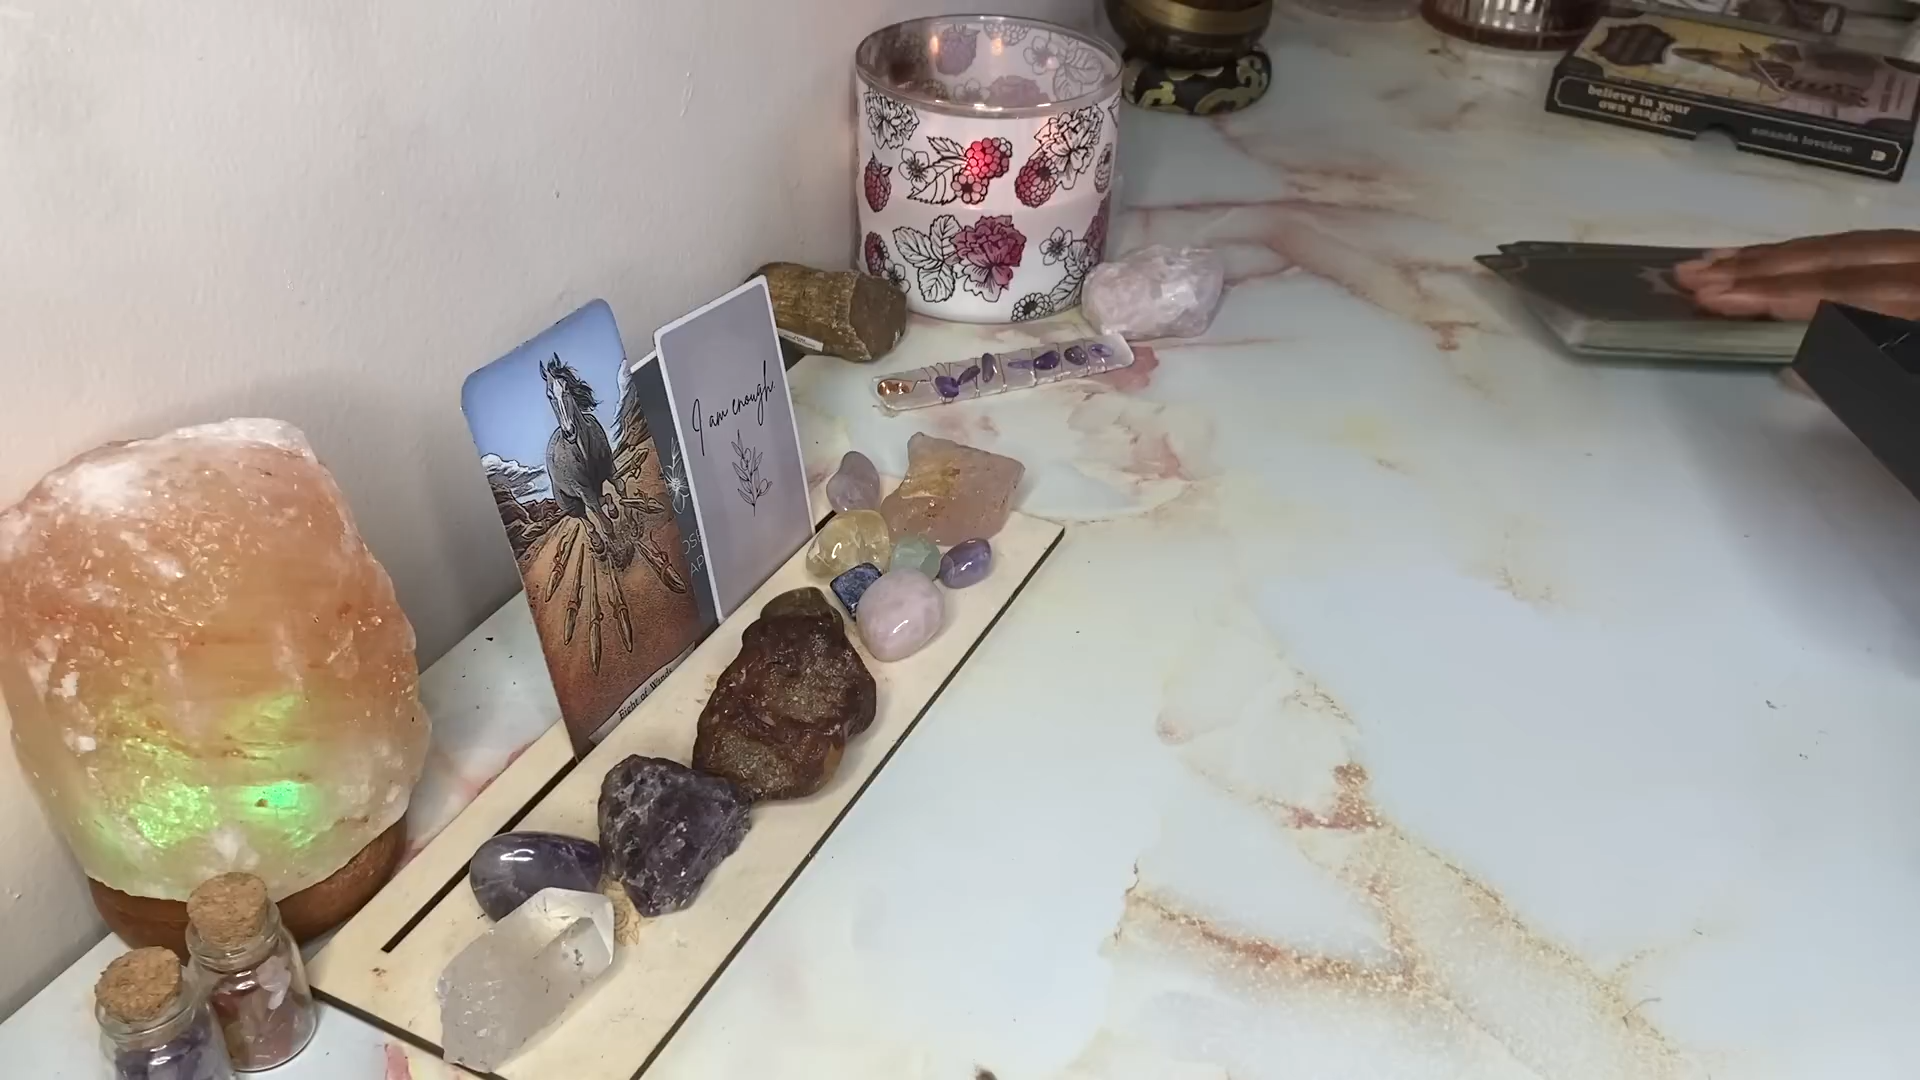 believe in your
own magic
amanda lovelace
I am enough.
Eight of Wands